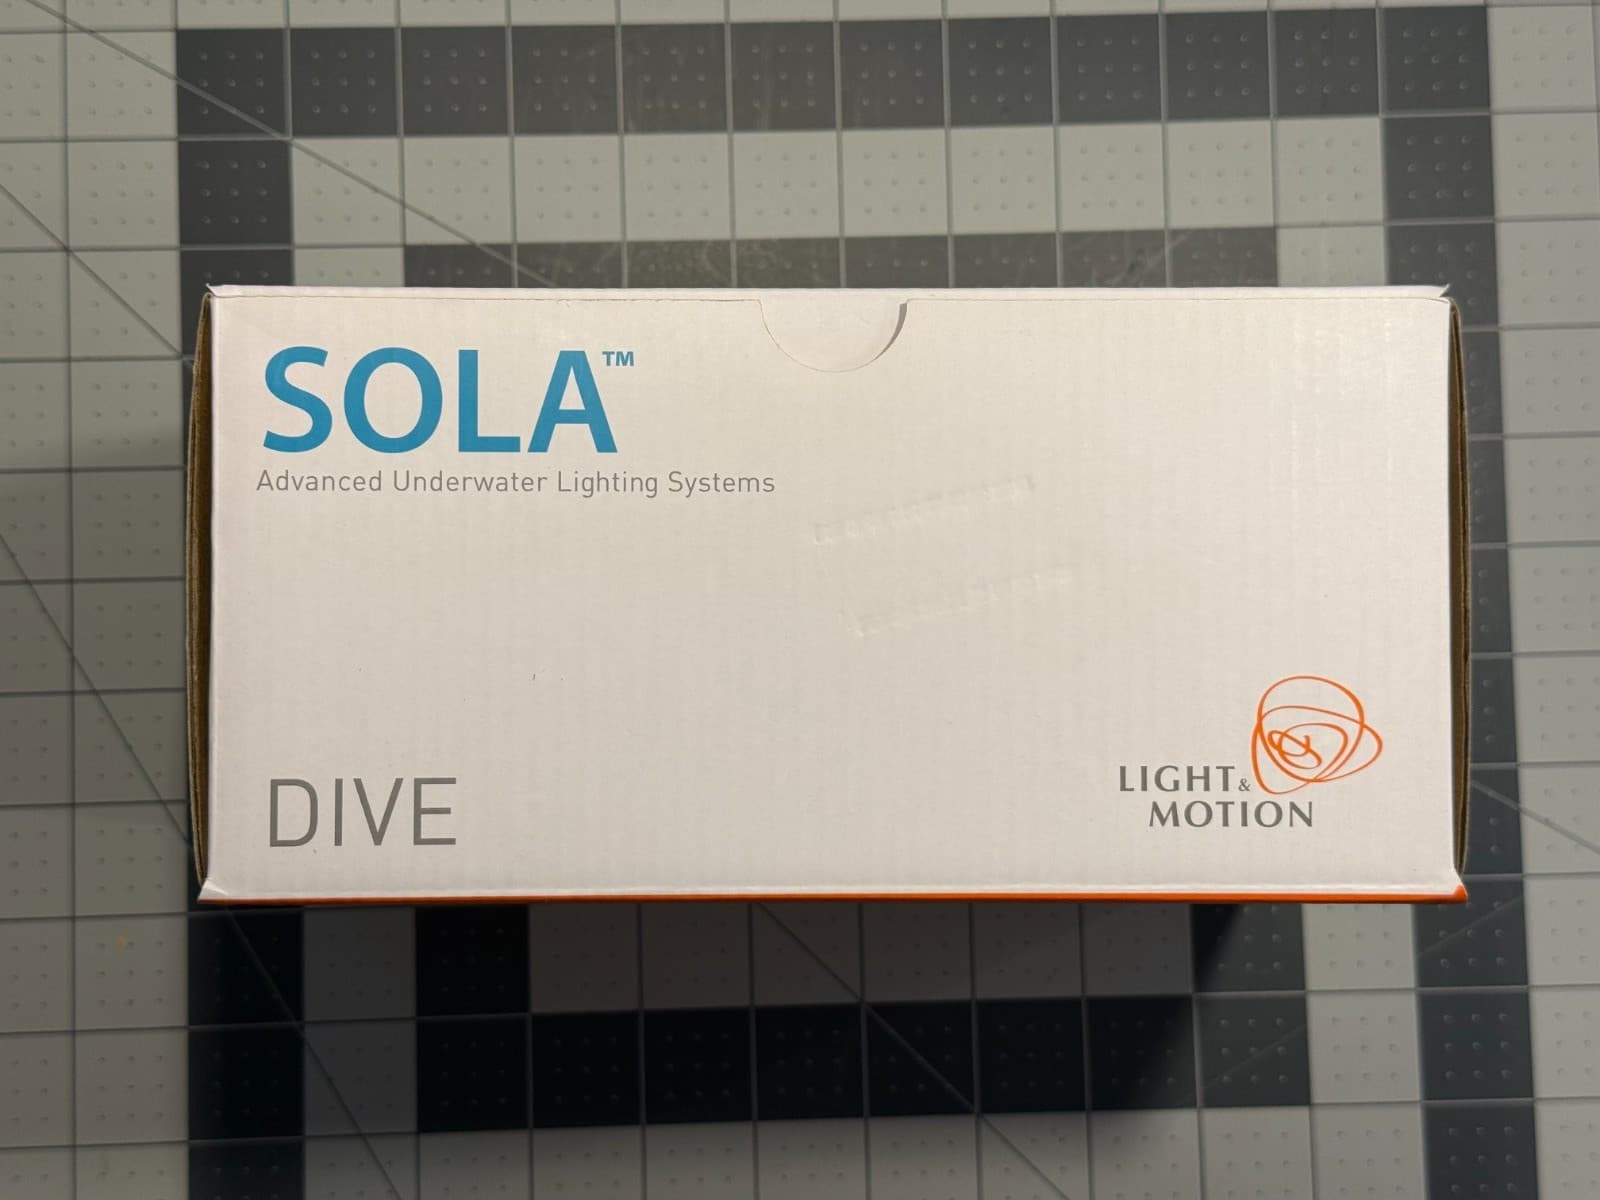 SOLA™
Advanced Underwater Lighting Systems
DIVE
LIGHT &
MOTION